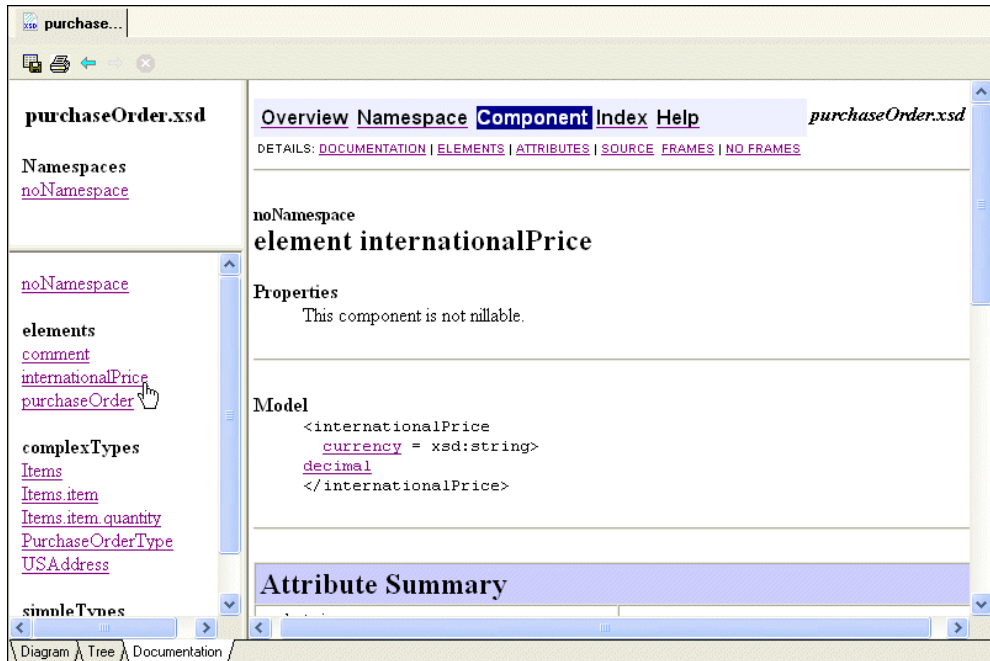 purchase...
purchaseOrder.xsd
Namespaces
noNamespace
noNamespace
elements
comment
internationalPrice
purchaseOrder
complexTypes
Items
Items.item
Items.item.quantity
PurchaseOrderType
USAddress
simpleTypes
Overview Namespace Component Index Help
purchaseOrder.xsd
DETAILS: DOCUMENTATION | ELEMENTS | ATTRIBUTES | SOURCE FRAMES | NO FRAMES
noNamespace
element internationalPrice
Properties
This component is not nillable.
Model
<internationalPrice
currency = xsd:string>
decimal
</internationalPrice>
Attribute Summary
Diagram Tree Documentation